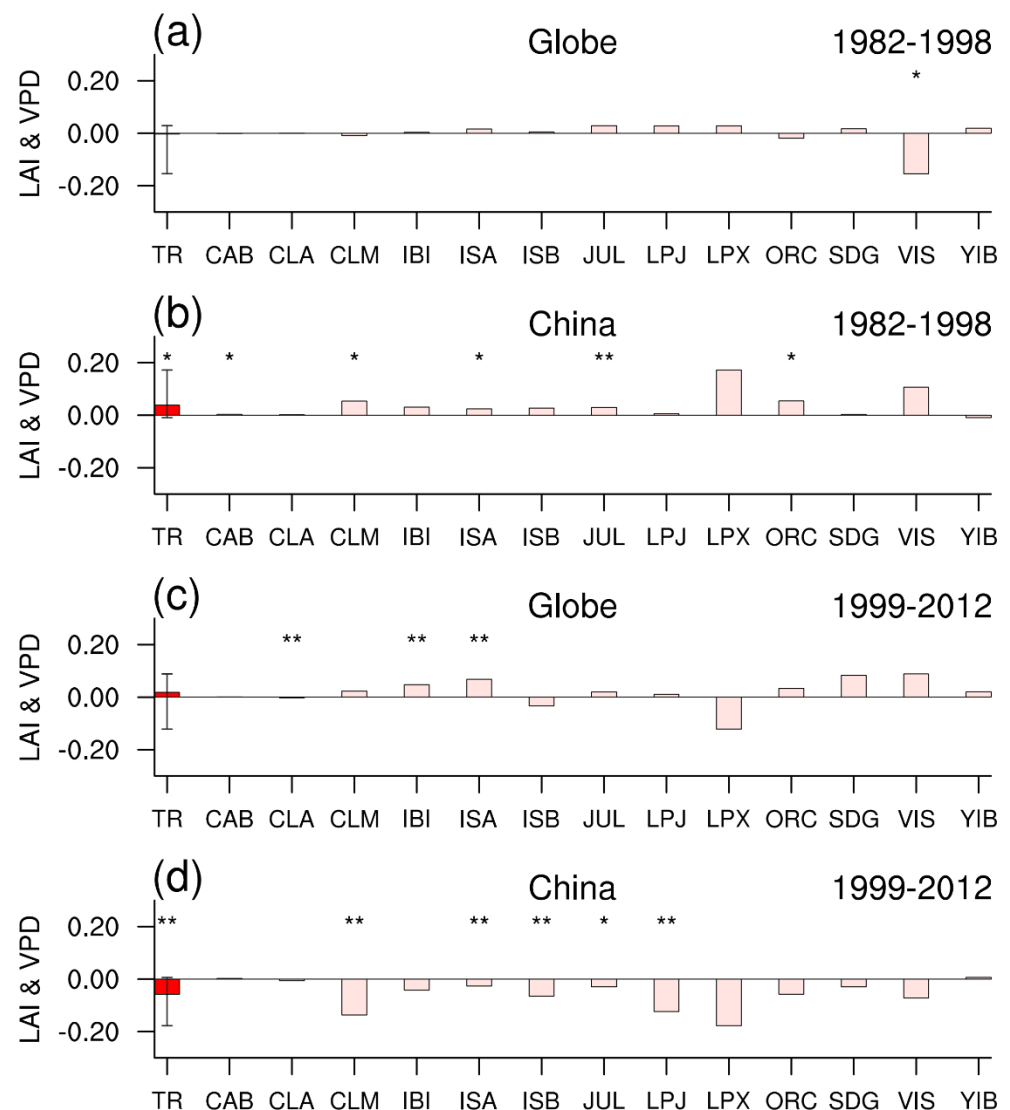 (a) Globe 1982-1998
LAI & VPD
*
0.20
0.00
-0.20
TR CAB CLA CLM IBI ISA ISB JUL LPJ LPX ORC SDG VIS YIB
(b) China 1982-1998
LAI & VPD
* * * * ** *
0.20
0.00
-0.20
TR CAB CLA CLM IBI ISA ISB JUL LPJ LPX ORC SDG VIS YIB
(c) Globe 1999-2012
LAI & VPD
** ** **
0.20
0.00
-0.20
TR CAB CLA CLM IBI ISA ISB JUL LPJ LPX ORC SDG VIS YIB
(d) China 1999-2012
LAI & VPD
** ** ** ** * **
0.20
0.00
-0.20
TR CAB CLA CLM IBI ISA ISB JUL LPJ LPX ORC SDG VIS YIB